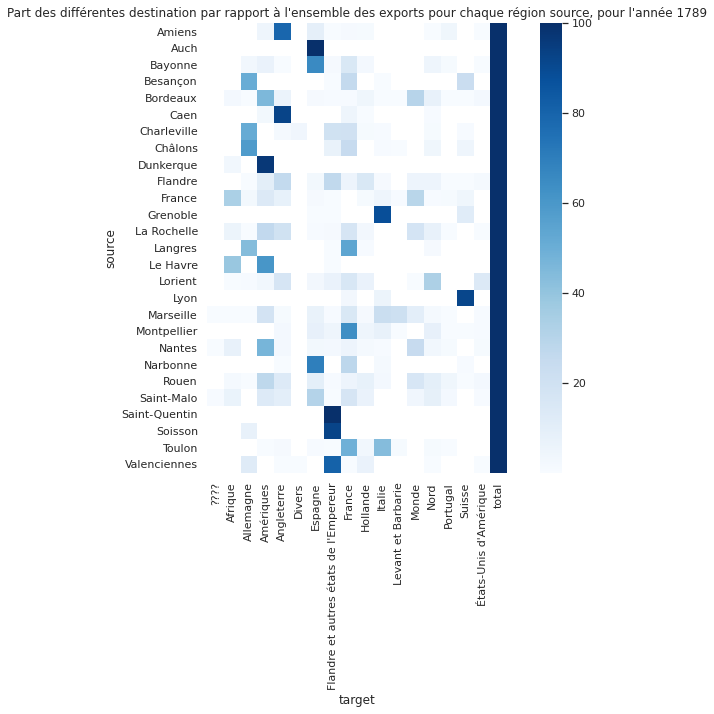 Part des différentes destination par rapport à l'ensemble des exports pour chaque région source, pour l'année 1789
source
Amiens
Auch
Bayonne
Besançon
Bordeaux
Caen
Charleville
Châlons
Dunkerque
Flandre
France
Grenoble
La Rochelle
Langres
Le Havre
Lorient
Lyon
Marseille
Montpellier
Nantes
Narbonne
Rouen
Saint-Malo
Saint-Quentin
Soisson
Toulon
Valenciennes
????
Afrique
Allemagne
Amériques
Angleterre
Divers
Espagne
Flandre et autres états de l'Empereur
France
Hollande
Italie
Levant et Barbarie
Monde
Nord
Portugal
Suisse
États-Unis d'Amérique
total
target
100
80
60
40
20